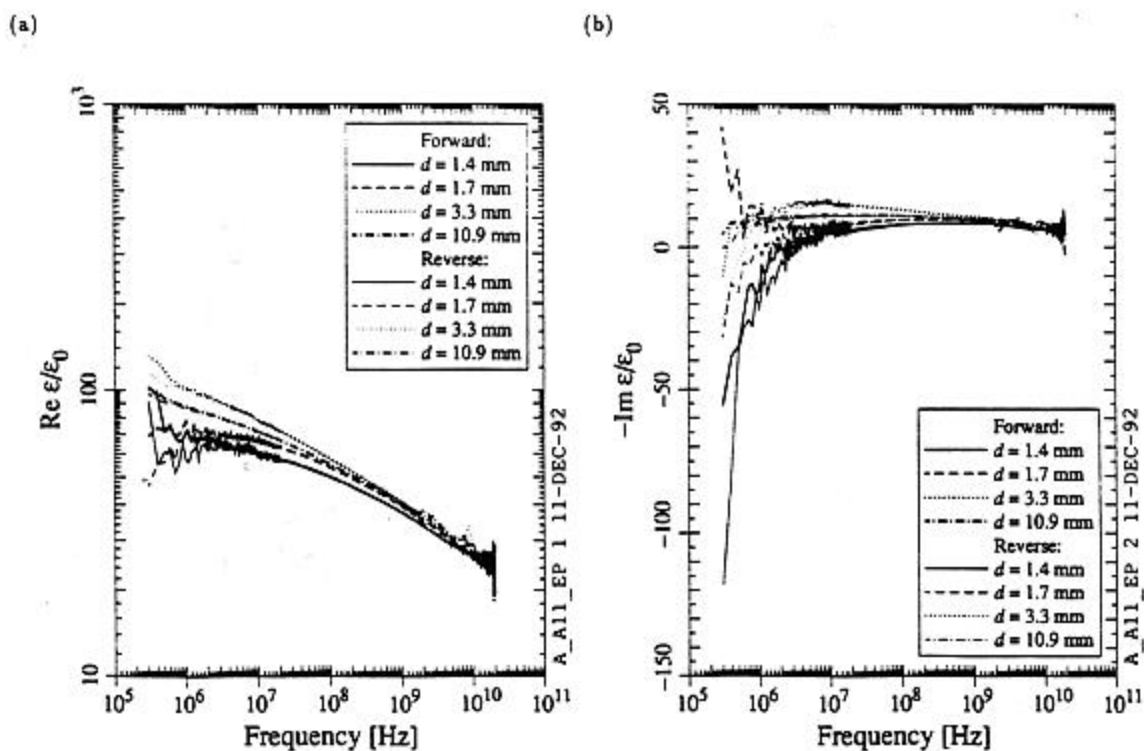 (a)
10³
100
10
Re ε/ε₀
10⁵ 10⁶ 10⁷ 10⁸ 10⁹ 10¹⁰ 10¹¹
Frequency [Hz]
Forward:
d = 1.4 mm
d = 1.7 mm
d = 3.3 mm
d = 10.9 mm
Reverse:
d = 1.4 mm
d = 1.7 mm
d = 3.3 mm
d = 10.9 mm
A_All_EP 1 11-DEC-92
(b)
50
0
−50
−100
−150
−Im ε/ε₀
10⁵ 10⁶ 10⁷ 10⁸ 10⁹ 10¹⁰ 10¹¹
Frequency [Hz]
Forward:
d = 1.4 mm
d = 1.7 mm
d = 3.3 mm
d = 10.9 mm
Reverse:
d = 1.4 mm
d = 1.7 mm
d = 3.3 mm
d = 10.9 mm
A_All_EP 2 11-DEC-92